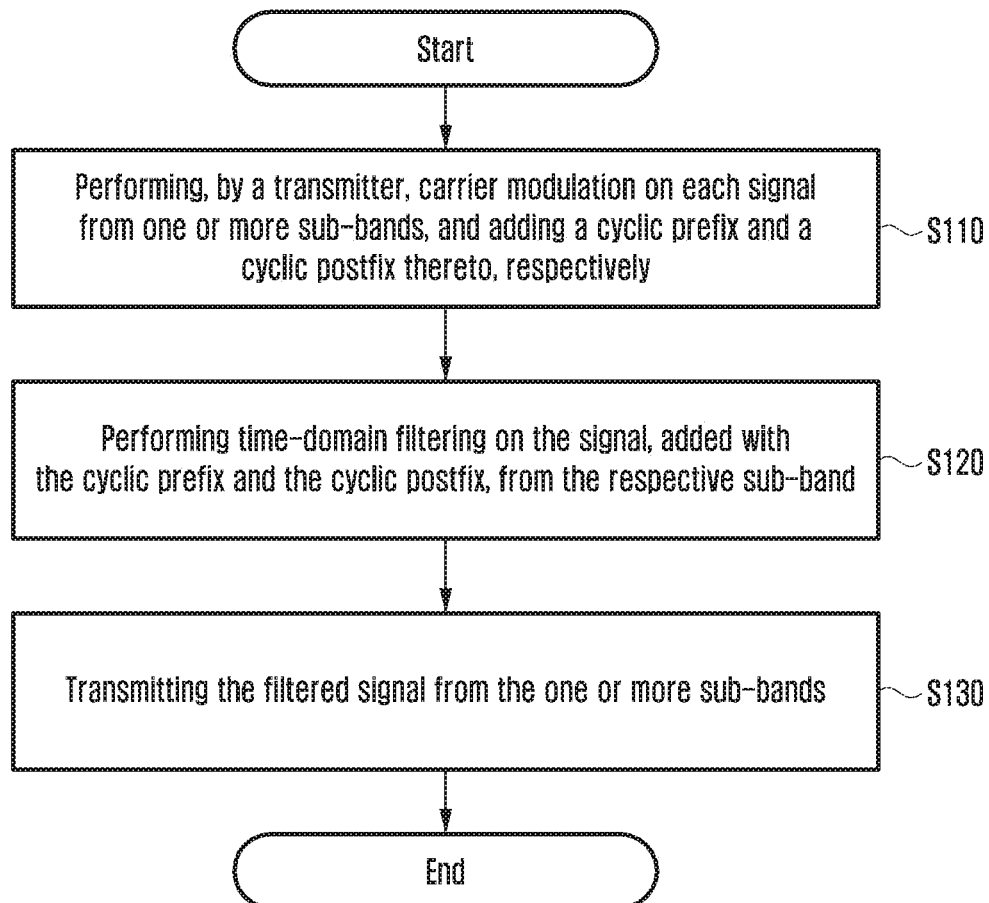 Start
Performing, by a transmitter, carrier modulation on each signal
from one or more sub-bands, and adding a cyclic prefix and a
cyclic postfix thereto, respectively
S110
Performing time-domain filtering on the signal, added with
the cyclic prefix and the cyclic postfix, from the respective sub-band
S120
Transmitting the filtered signal from the one or more sub-bands
S130
End